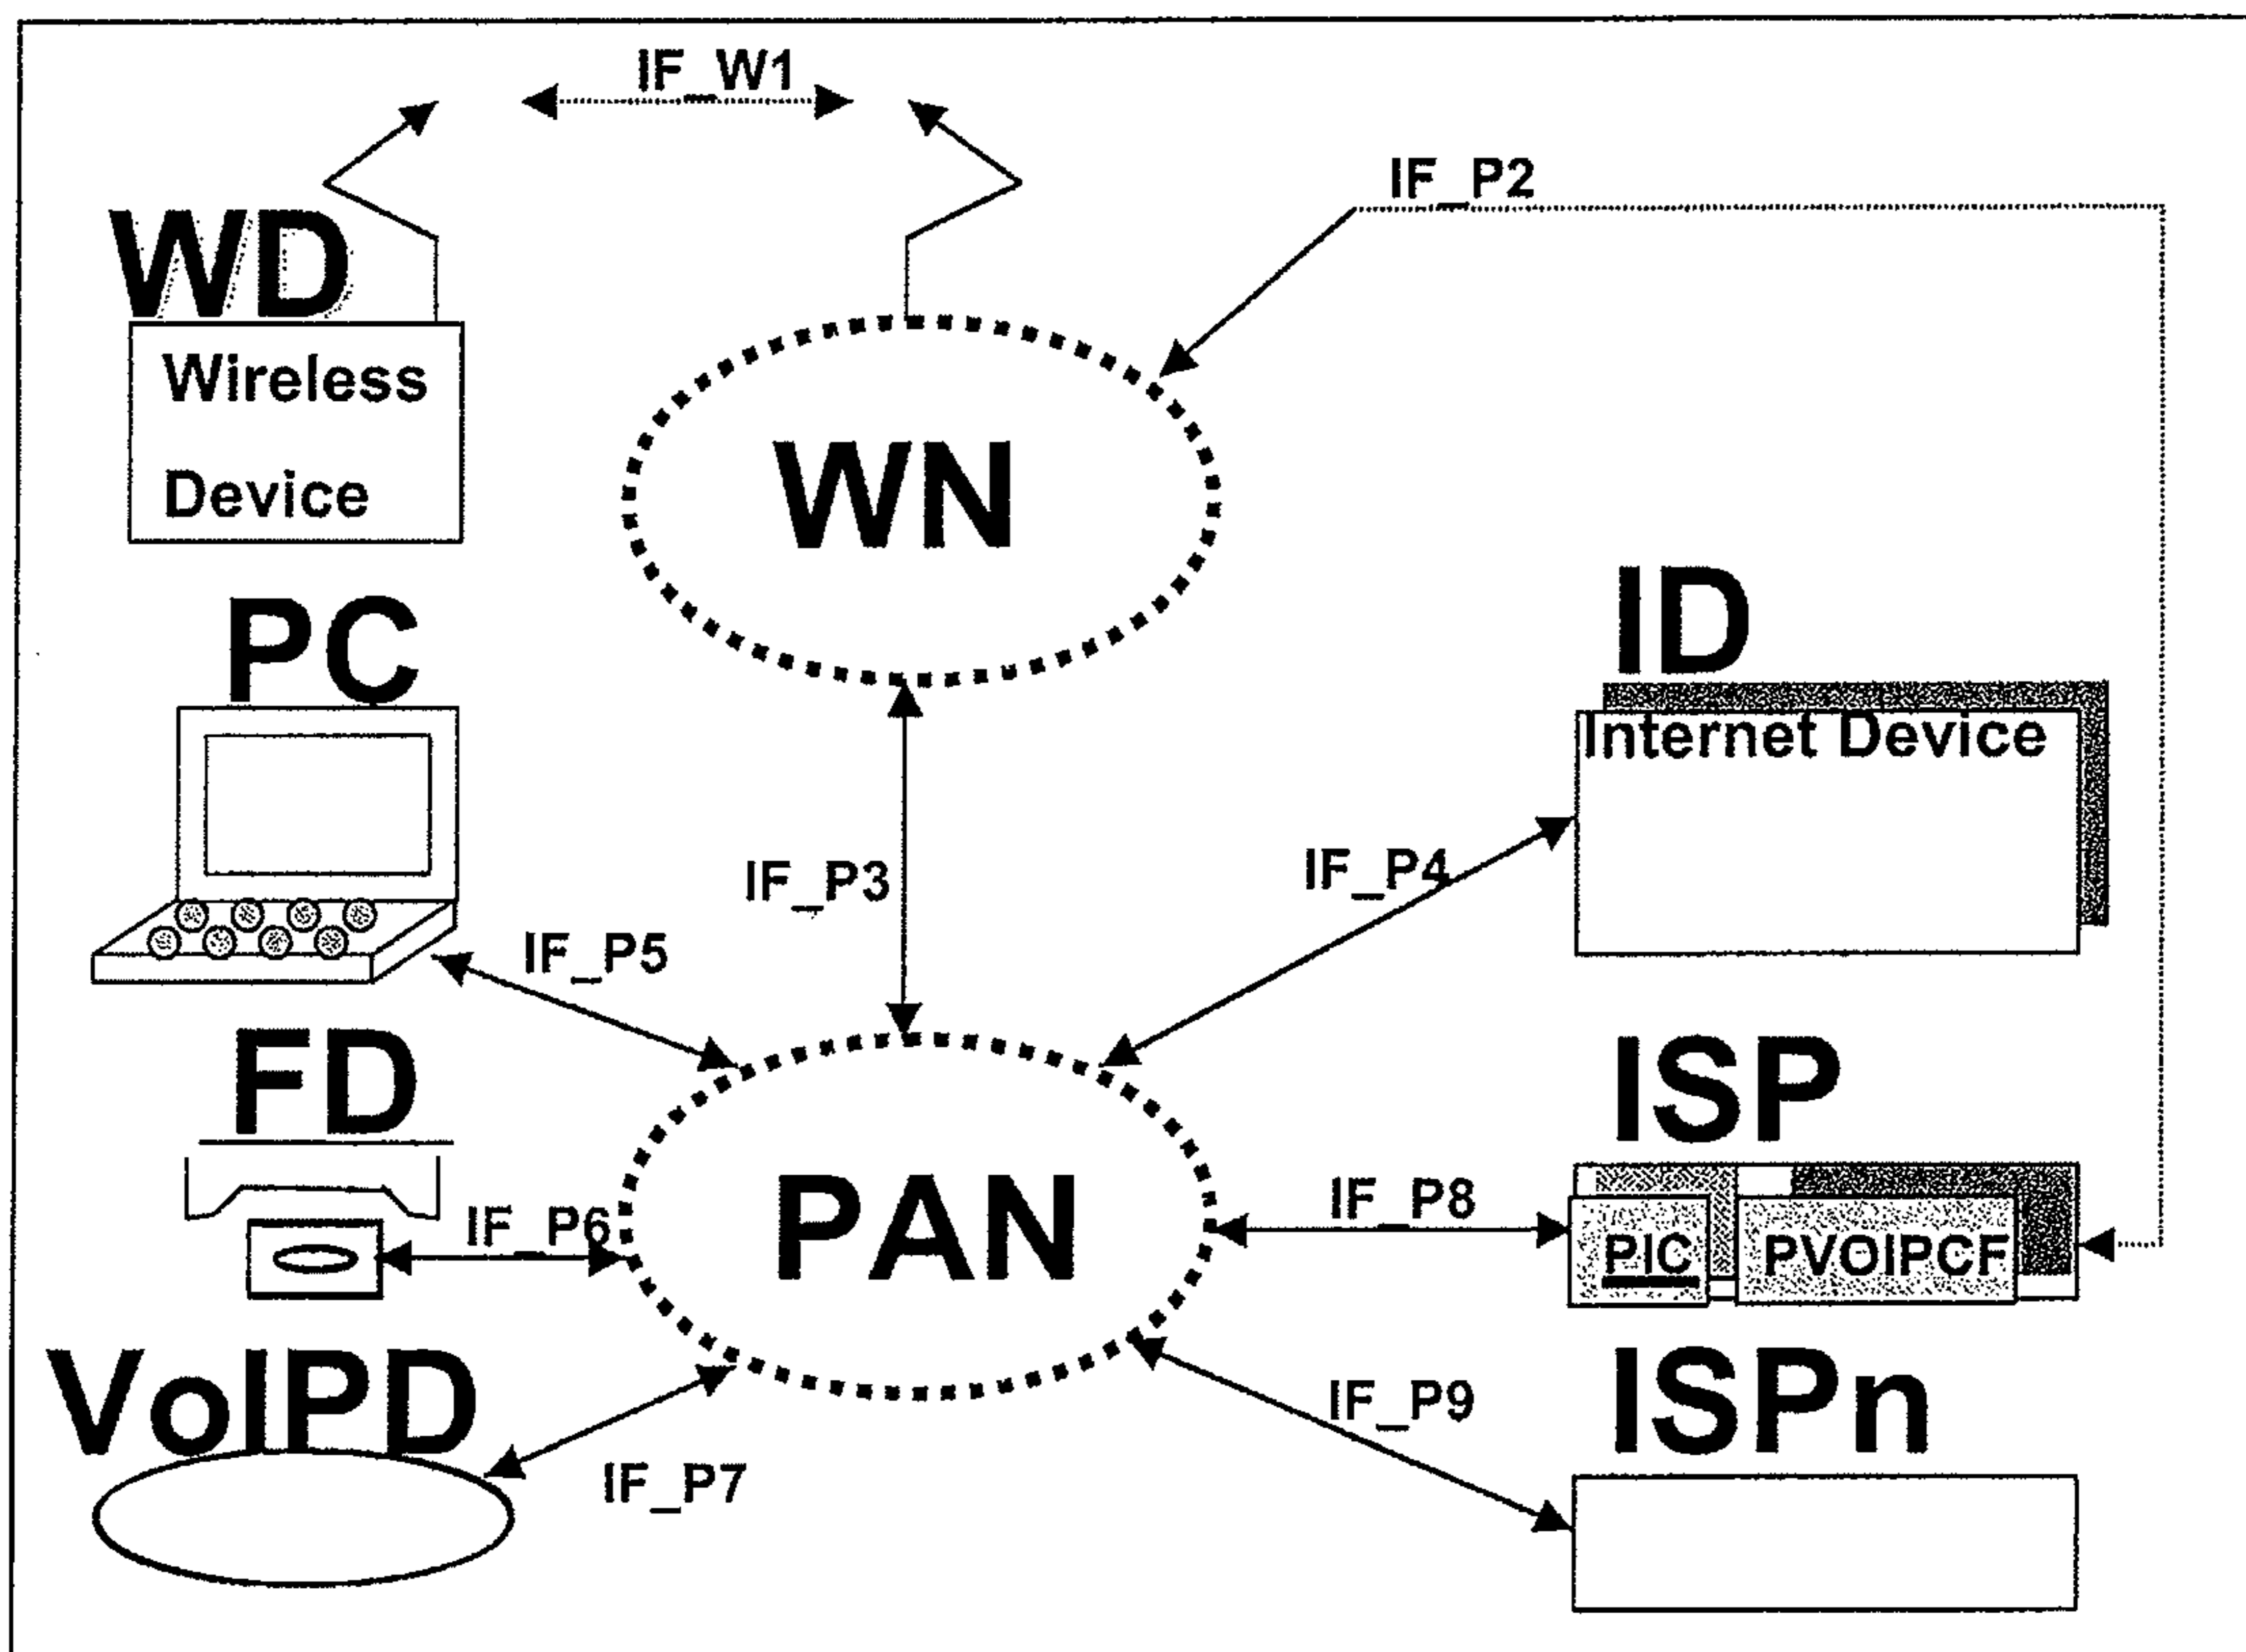 IF_W1
IF_P2
WD
Wireless
Device
WN
PC
ID
Internet Device
IF_P3
IF_P4
IF_P5
FD
ISP
PAN
IF_P6
IF_P8
PIC
PVOIPCF
VoIPD
ISPn
IF_P9
IF_P7